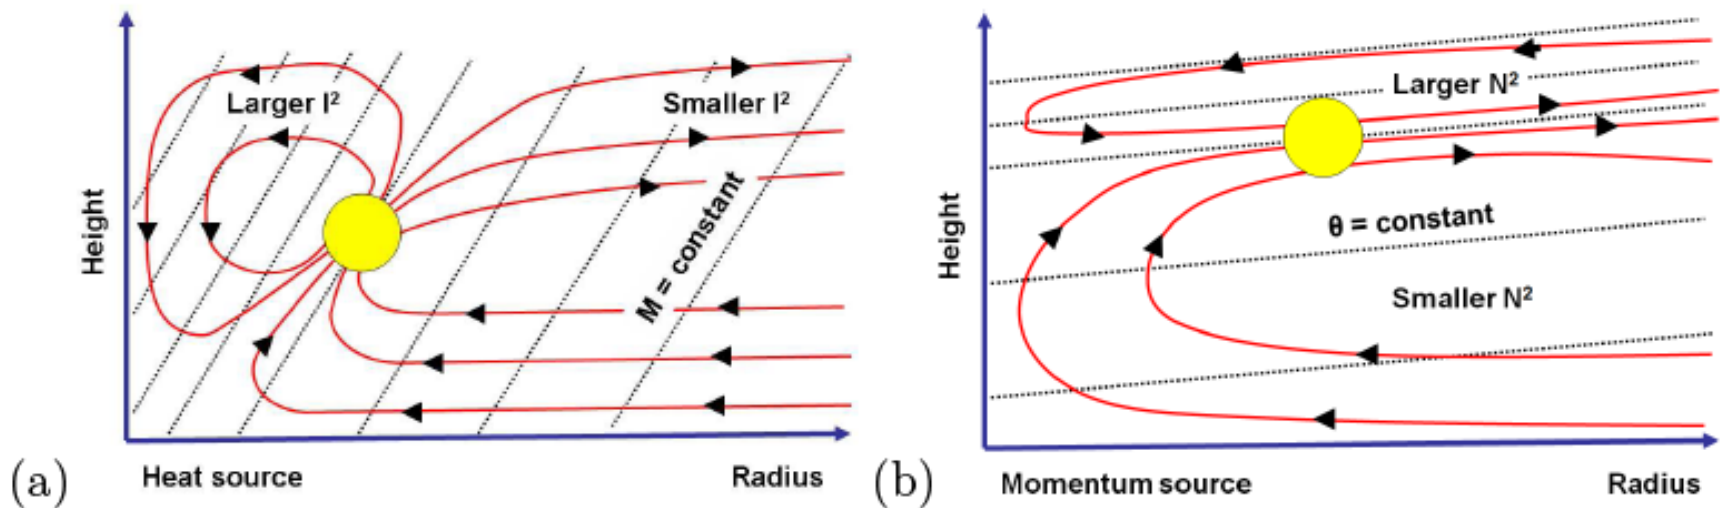 Height
Larger I²
Smaller I²
M = constant
(a)
Heat source
Radius
Height
Larger N²
θ = constant
Smaller N²
(b)
Momentum source
Radius